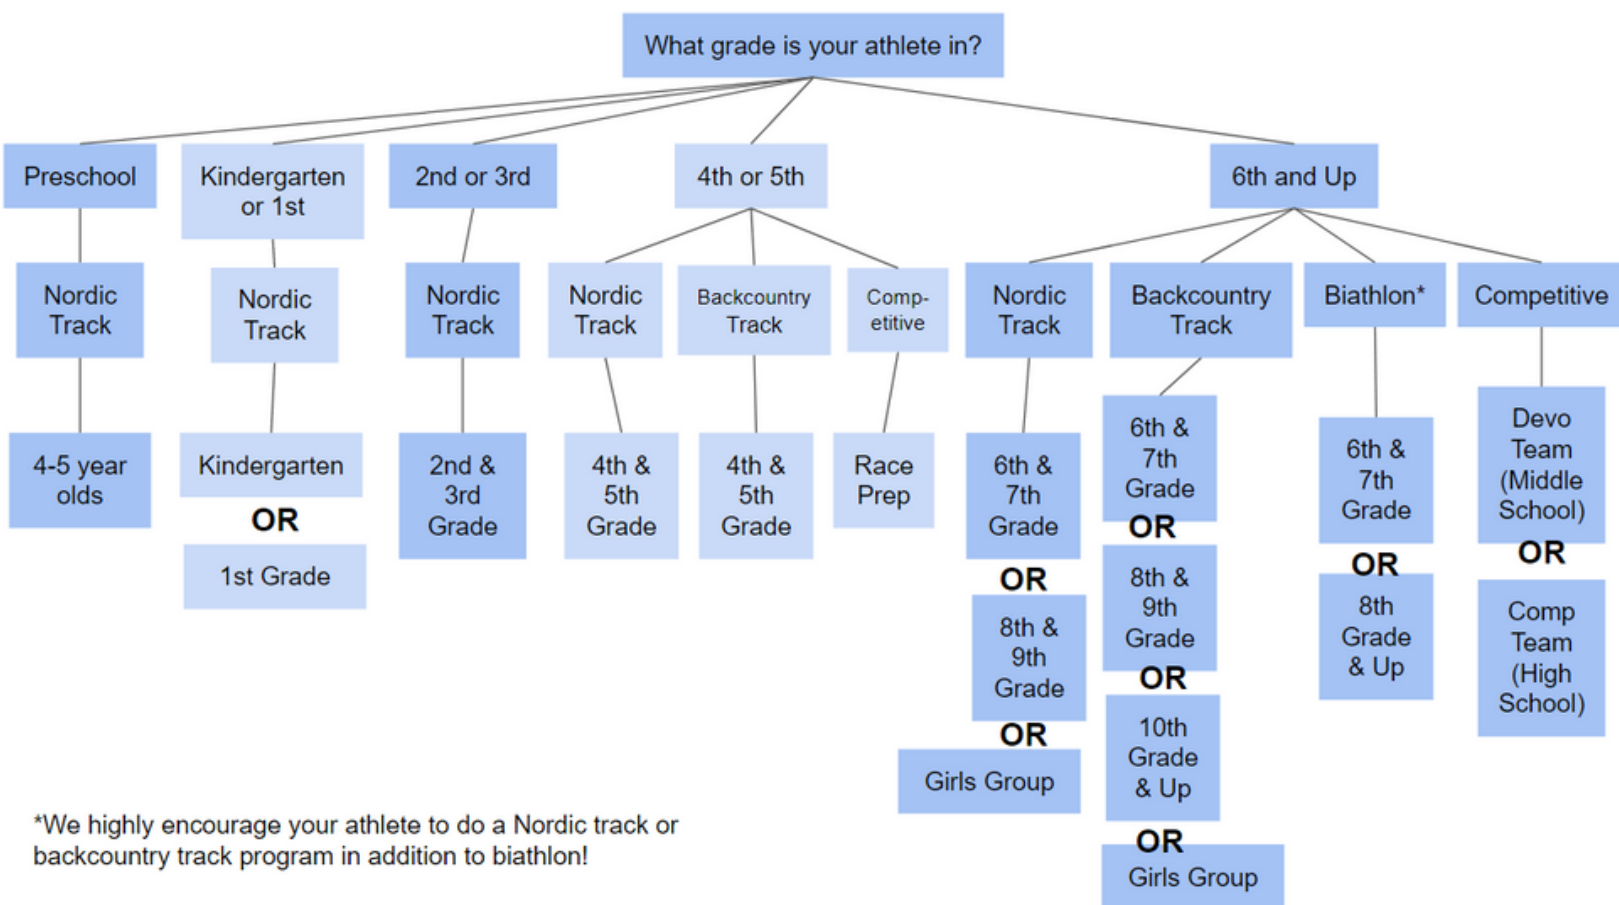 What grade is your athlete in?
Preschool
Kindergarten
or 1st
2nd or 3rd
4th or 5th
6th and Up
Nordic
Track
Nordic
Track
Nordic
Track
Nordic
Track
Backcountry
Track
Comp-
etitive
Nordic
Track
Backcountry
Track
Biathlon*
Competitive
4-5 year
olds
Kindergarten
OR
1st Grade
2nd &
3rd
Grade
4th &
5th
Grade
4th &
5th
Grade
Race
Prep
6th &
7th
Grade
OR
8th &
9th
Grade
OR
Girls Group
6th &
7th
Grade
OR
8th &
9th
Grade
OR
10th
Grade
& Up
OR
Girls Group
6th &
7th
Grade
OR
8th
Grade
& Up
Devo
Team
(Middle
School)
OR
Comp
Team
(High
School)
*We highly encourage your athlete to do a Nordic track or
backcountry track program in addition to biathlon!